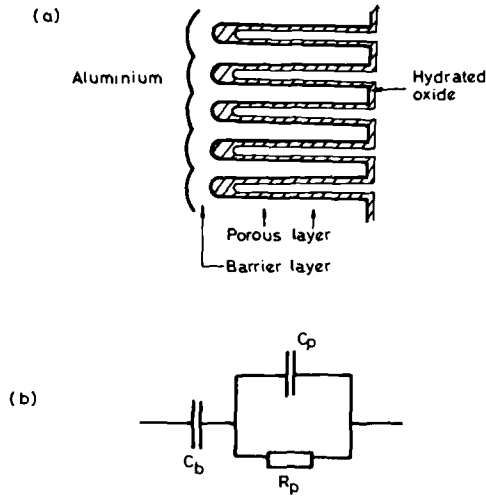 (a)
Aluminium
Hydrated
oxide
Porous layer
Barrier layer
(b)
Cp
Cb
Rp